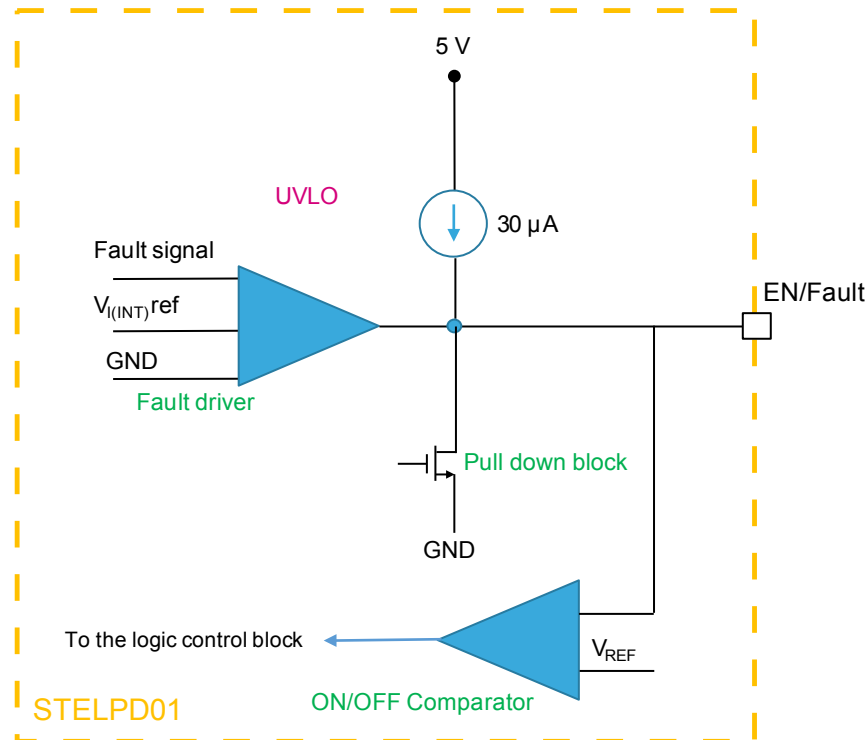 5 V
UVLO
30 µA
Fault signal
V_I(INT) ref
GND
Fault driver
EN/Fault
Pull down block
GND
To the logic control block
V_REF
ON/OFF Comparator
STELPD01